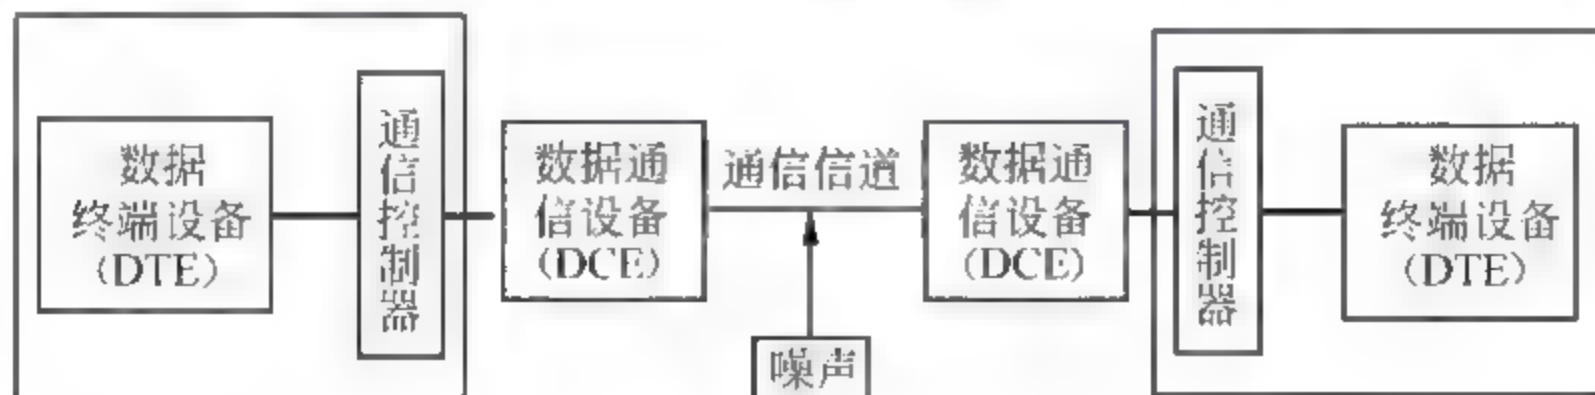 数据
终端设备
(DTE)
通信控制器
数据通
信设备
(DCE)
通信信道
噪声
数据通
信设备
(DCE)
通信控制器
数据
终端设备
(DTE)